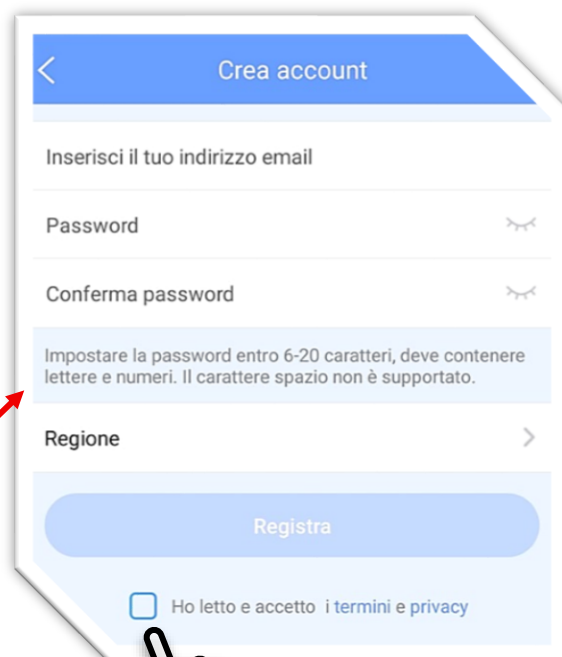 Crea account
Inserisci il tuo indirizzo email
Password
Conferma password
Impostare la password entro 6-20 caratteri, deve contenere
lettere e numeri. Il carattere spazio non è supportato.
Regione
Registra
Ho letto e accetto i termini e privacy